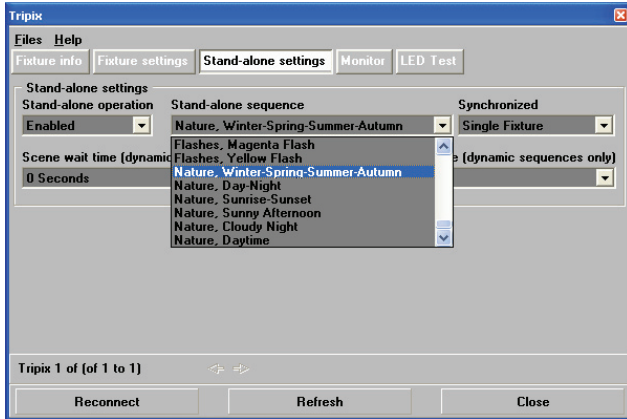 Tripix
Files Help
Fixture info Fixture settings Stand-alone settings Monitor LED Test
Stand-alone settings
Stand-alone operation Stand-alone sequence Synchronized
Enabled Nature, Winter-Spring-Summer-Autumn Single Fixture
Flashes, Magenta Flash
Scene wait time (dynamic Flashes, Yellow Flash (dynamic sequences only)
0 Seconds Nature, Winter-Spring-Summer-Autumn
Nature, Day-Night
Nature, Sunrise-Sunset
Nature, Sunny Afternoon
Nature, Cloudy Night
Nature, Daytime
Tripix 1 of (of 1 to 1)
Reconnect Refresh Close